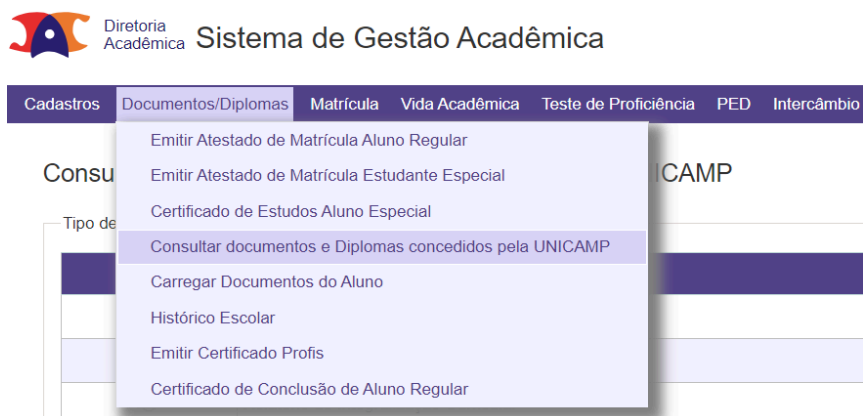 Diretoria
Acadêmica
Sistema de Gestão Acadêmica
Cadastros Documentos/Diplomas Matrícula Vida Acadêmica Teste de Proficiência PED Intercâmbio
Emitir Atestado de Matrícula Aluno Regular
Emitir Atestado de Matrícula Estudante Especial
Certificado de Estudos Aluno Especial
Consultar documentos e Diplomas concedidos pela UNICAMP
Carregar Documentos do Aluno
Histórico Escolar
Emitir Certificado Profis
Certificado de Conclusão de Aluno Regular
Tipo de